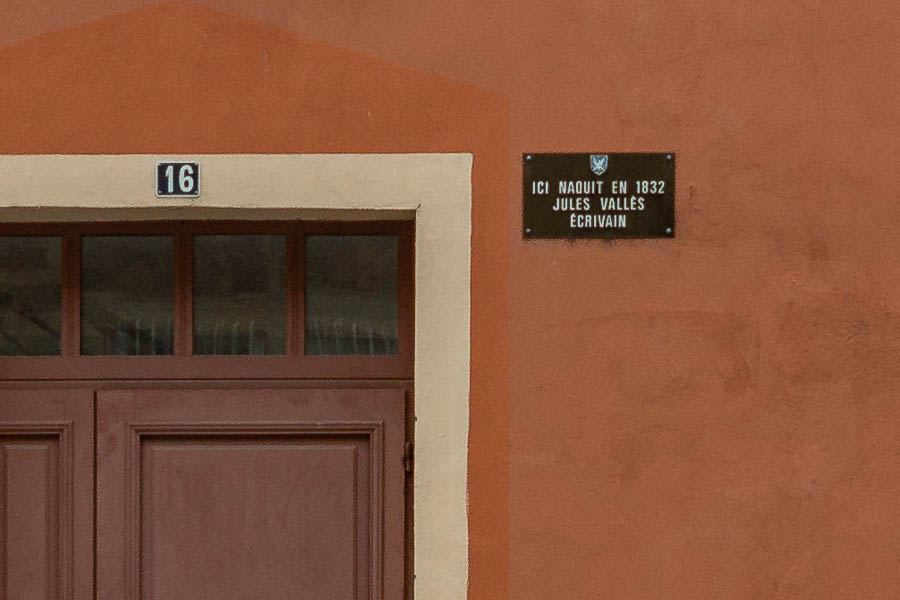 16
ICI NAQUIT EN 1832
JULES VALLÈS
ÉCRIVAIN